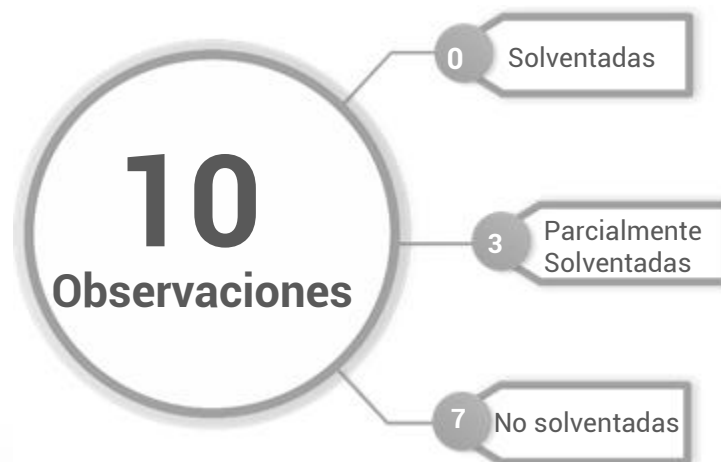 10
Observaciones
0
Solventadas
3
Parcialmente
Solventadas
7
No solventadas